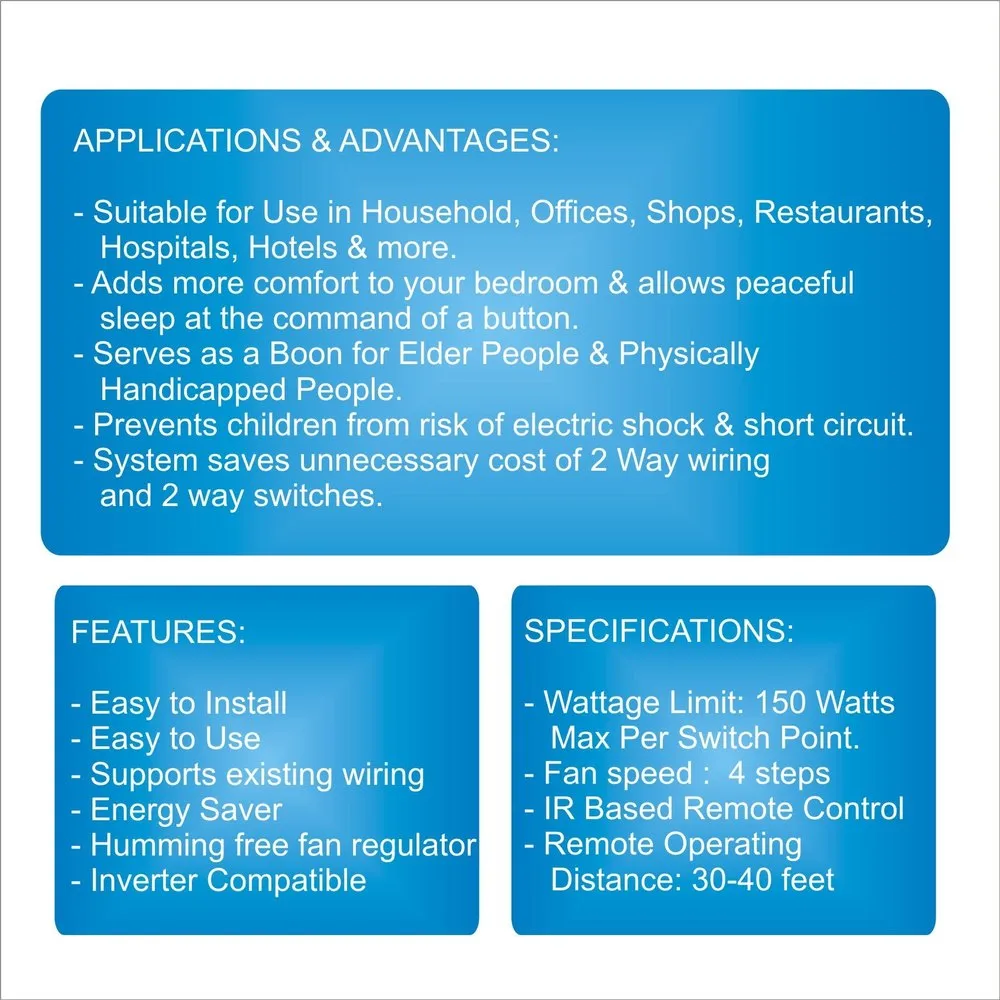 APPLICATIONS & ADVANTAGES:
- Suitable for Use in Household, Offices, Shops, Restaurants,
Hospitals, Hotels & more.
- Adds more comfort to your bedroom & allows peaceful
sleep at the command of a button.
- Serves as a Boon for Elder People & Physically
Handicapped People.
- Prevents children from risk of electric shock & short circuit.
- System saves unnecessary cost of 2 Way wiring
and 2 way switches.
FEATURES:
- Easy to Install
- Easy to Use
- Supports existing wiring
- Energy Saver
- Humming free fan regulator
- Inverter Compatible
SPECIFICATIONS:
- Wattage Limit: 150 Watts
Max Per Switch Point.
- Fan speed : 4 steps
- IR Based Remote Control
- Remote Operating
Distance: 30-40 feet